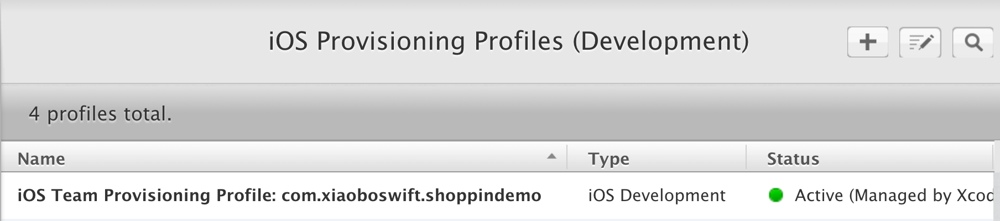 iOS Provisioning Profiles (Development)
4 profiles total.
Name Type Status
iOS Team Provisioning Profile: com.xiaoboswift.shoppindemo iOS Development Active (Managed by Xcod